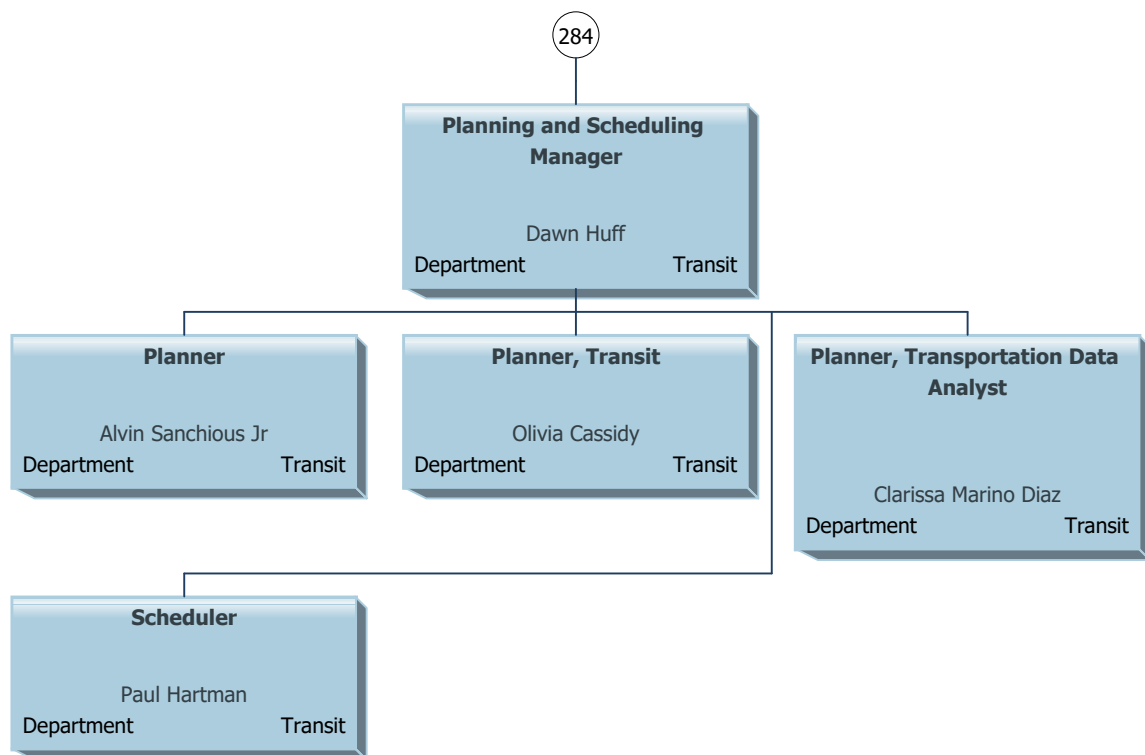 284
Planning and Scheduling
Manager
Dawn Huff
Department Transit
Planner
Alvin Sanchious Jr
Department Transit
Planner, Transit
Olivia Cassidy
Department Transit
Planner, Transportation Data
Analyst
Clarissa Marino Diaz
Department Transit
Scheduler
Paul Hartman
Department Transit